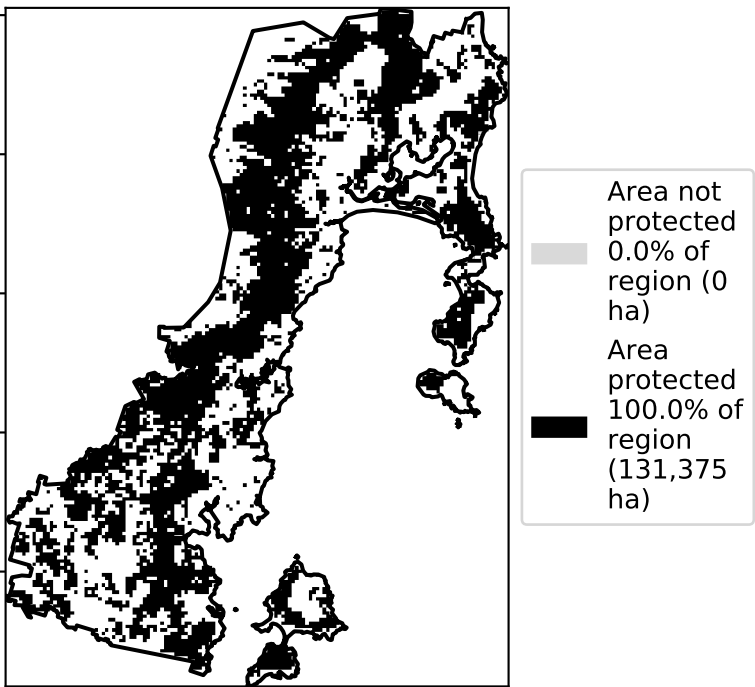 Area not
protected
0.0% of
region (0
ha)
Area
protected
100.0% of
region
(131,375
ha)